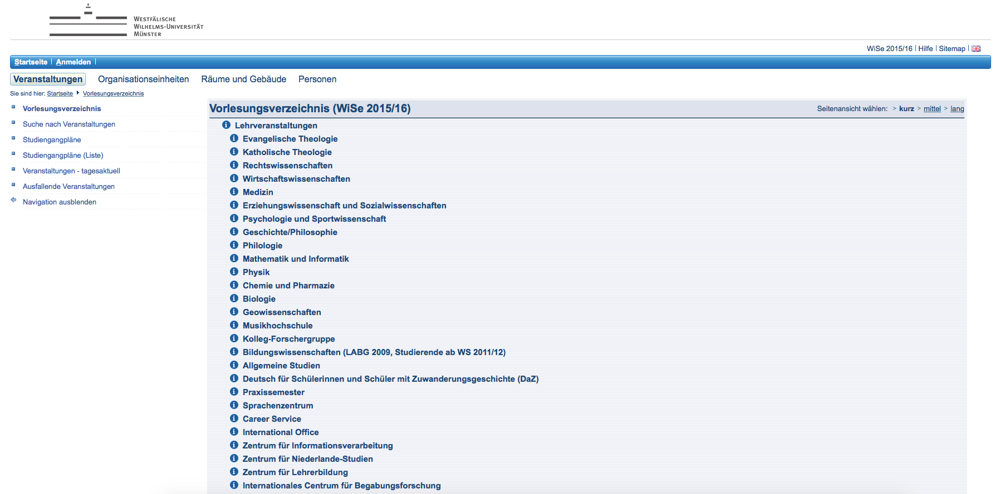 WESTFÄLISCHE
WILHELMS-UNIVERSITÄT
MÜNSTER
WiSe 2015/16 | Hilfe | Sitemap |
Startseite | Anmelden |
Veranstaltungen Organisationseinheiten Räume und Gebäude Personen
Sie sind hier: Startseite Vorlesungsverzeichnis
Vorlesungsverzeichnis
Suche nach Veranstaltungen
Studiengangpläne
Studiengangpläne (Liste)
Veranstaltungen - tagesaktuell
Ausfallende Veranstaltungen
Navigation ausblenden
Vorlesungsverzeichnis (WiSe 2015/16) Seitenansicht wählen: > kurz > mittel > lang
Lehrveranstaltungen
Evangelische Theologie
Katholische Theologie
Rechtswissenschaften
Wirtschaftswissenschaften
Medizin
Erziehungswissenschaft und Sozialwissenschaften
Psychologie und Sportwissenschaft
Geschichte/Philosophie
Philologie
Mathematik und Informatik
Physik
Chemie und Pharmazie
Biologie
Geowissenschaften
Musikhochschule
Kolleg-Forschergruppe
Bildungswissenschaften (LABG 2009, Studierende ab WS 2011/12)
Allgemeine Studien
Deutsch für Schülerinnen und Schüler mit Zuwanderungsgeschichte (DaZ)
Praxissemester
Sprachenzentrum
Career Service
International Office
Zentrum für Informationsverarbeitung
Zentrum für Niederlande-Studien
Zentrum für Lehrerbildung
Internationales Centrum für Begabungsforschung